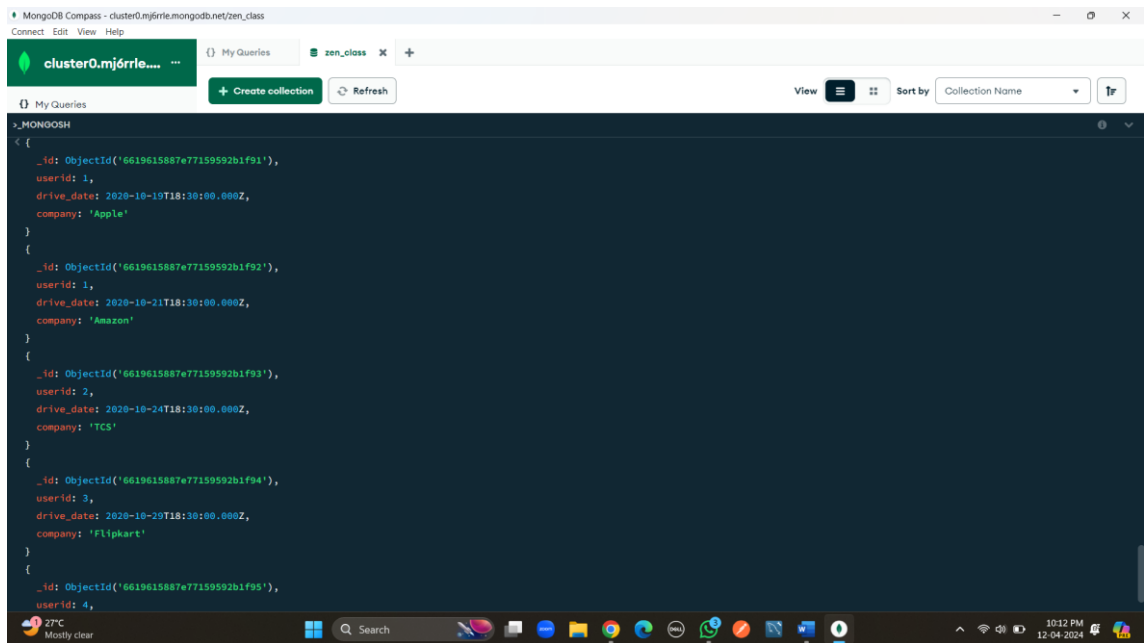 MongoDB Compass - cluster0.mj6rrle.mongodb.net/zen_class
Connect Edit View Help
cluster0.mj6rrle.... ...
{} My Queries
zen_class
+ Create collection
Refresh
View
Sort by
Collection Name
{} My Queries
>_MONGOSH
< {
_id: ObjectId('6619615887e77159592b1f91'),
userid: 1,
drive_date: 2020-10-19T18:30:00.000Z,
company: 'Apple'
}
{
_id: ObjectId('6619615887e77159592b1f92'),
userid: 1,
drive_date: 2020-10-21T18:30:00.000Z,
company: 'Amazon'
}
{
_id: ObjectId('6619615887e77159592b1f93'),
userid: 2,
drive_date: 2020-10-24T18:30:00.000Z,
company: 'TCS'
}
{
_id: ObjectId('6619615887e77159592b1f94'),
userid: 3,
drive_date: 2020-10-29T18:30:00.000Z,
company: 'Flipkart'
}
{
_id: ObjectId('6619615887e77159592b1f95'),
userid: 4,
1
27°C
Mostly clear
Search
zoom
DELL
3
W
10:12 PM
12-04-2024